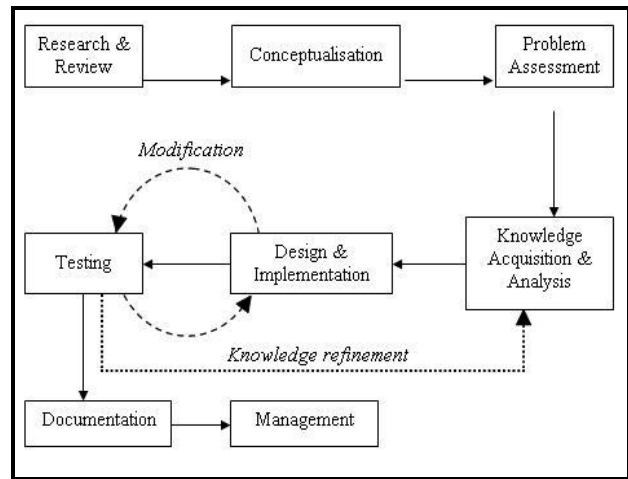 Research &
Review
Conceptualisation
Problem
Assessment
Modification
Testing
Design &
Implementation
Knowledge
Acquisition &
Analysis
Knowledge refinement
Documentation
Management